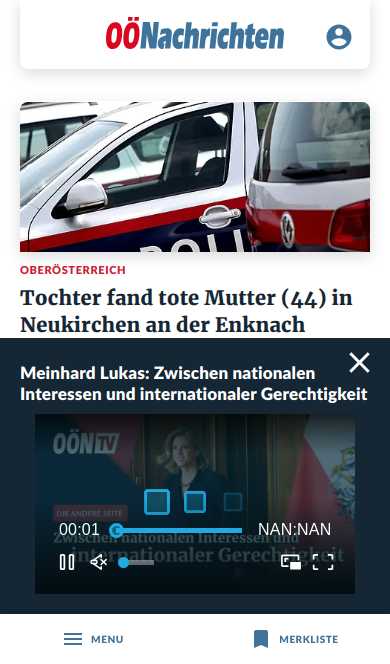 OÖNachrichten
POLI
OBERÖSTERREICH
Tochter fand tote Mutter (44) in
Neukirchen an der Enknach
Meinhard Lukas: Zwischen nationalen
Interessen und internationaler Gerechtigkeit
OÖN TV
DIE ANDERE SEITE
00:01
NAN:NAN
Zwischen nationalen Interessen und
internationaler Gerechtigkeit
MENU
MERKLISTE